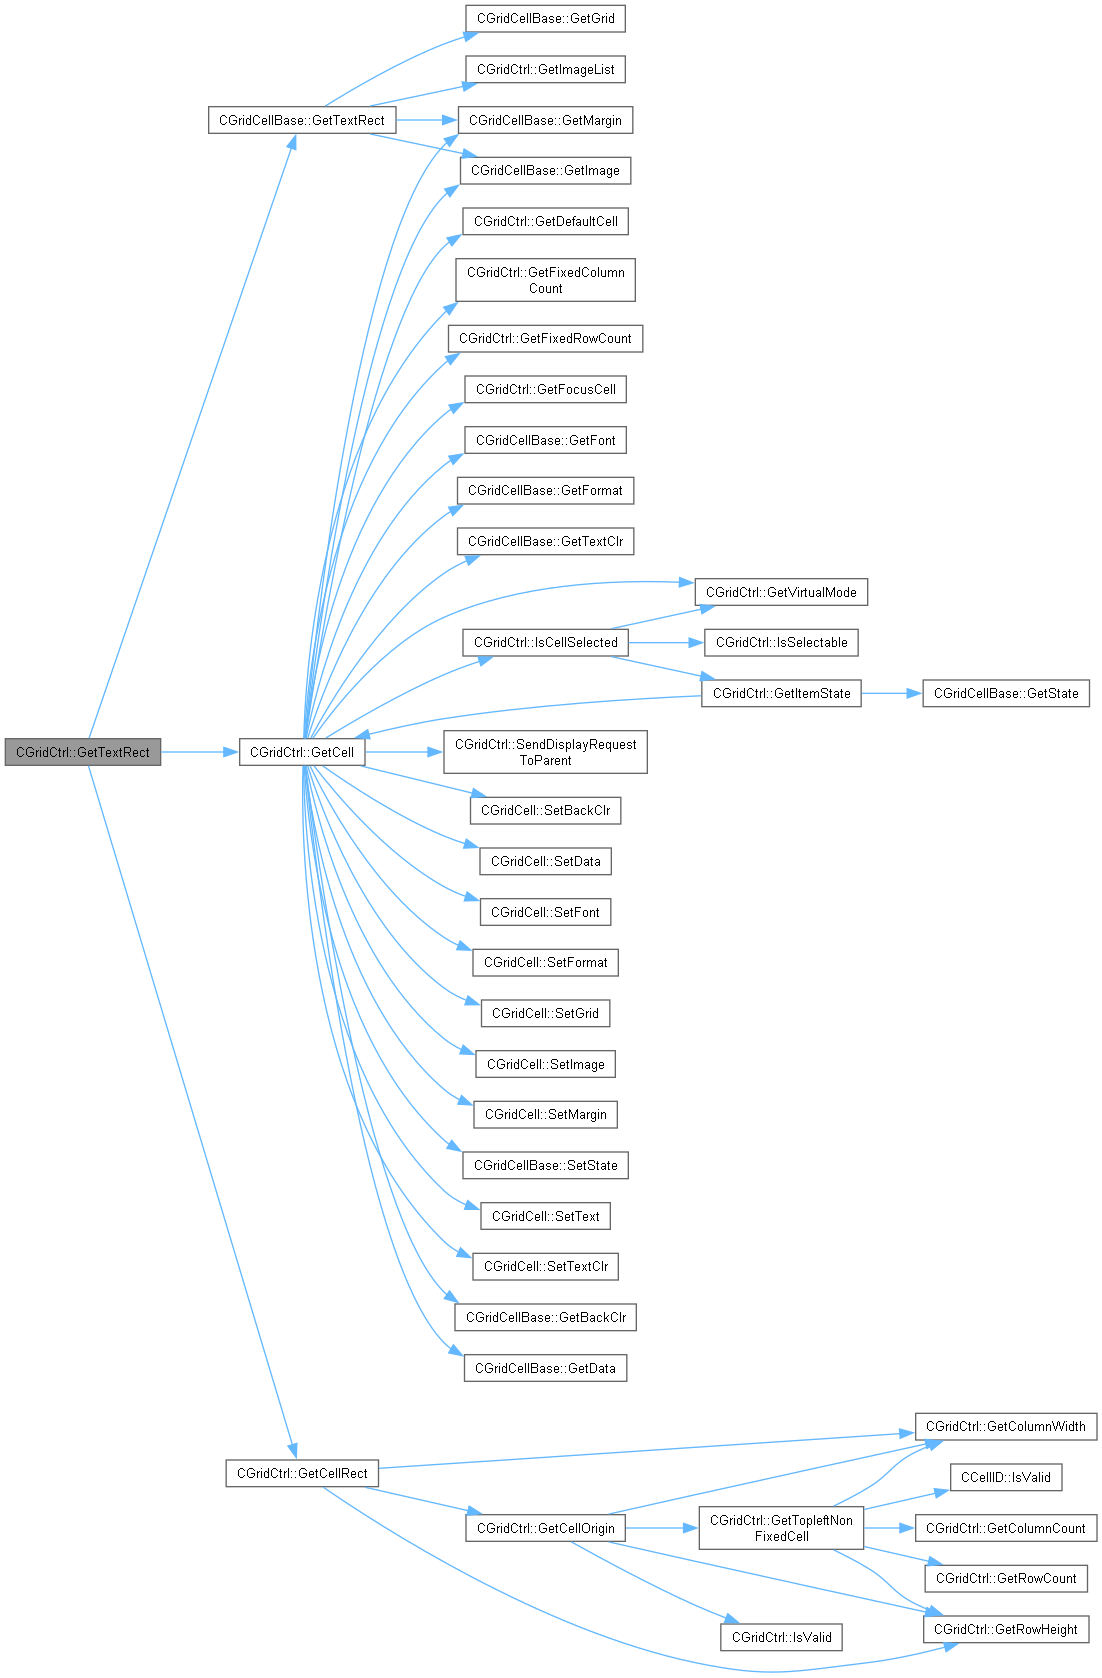 CGridCellBase::GetGrid
CGridCtrl::GetImageList
CGridCellBase::GetTextRect
CGridCellBase::GetMargin
CGridCellBase::GetImage
CGridCtrl::GetDefaultCell
CGridCtrl::GetFixedColumn
Count
CGridCtrl::GetFixedRowCount
CGridCtrl::GetFocusCell
CGridCellBase::GetFont
CGridCellBase::GetFormat
CGridCellBase::GetTextClr
CGridCtrl::GetVirtualMode
CGridCtrl::IsCellSelected
CGridCtrl::IsSelectable
CGridCtrl::GetItemState
CGridCellBase::GetState
CGridCtrl::GetTextRect
CGridCtrl::GetCell
CGridCtrl::SendDisplayRequest
ToParent
CGridCell::SetBackClr
CGridCell::SetData
CGridCell::SetFont
CGridCell::SetFormat
CGridCell::SetGrid
CGridCell::SetImage
CGridCell::SetMargin
CGridCellBase::SetState
CGridCell::SetText
CGridCell::SetTextClr
CGridCellBase::GetBackClr
CGridCellBase::GetData
CGridCtrl::GetColumnWidth
CGridCtrl::GetCellRect
CCellID::IsValid
CGridCtrl::GetCellOrigin
CGridCtrl::GetTopleftNon
FixedCell
CGridCtrl::GetColumnCount
CGridCtrl::GetRowCount
CGridCtrl::GetRowHeight
CGridCtrl::IsValid